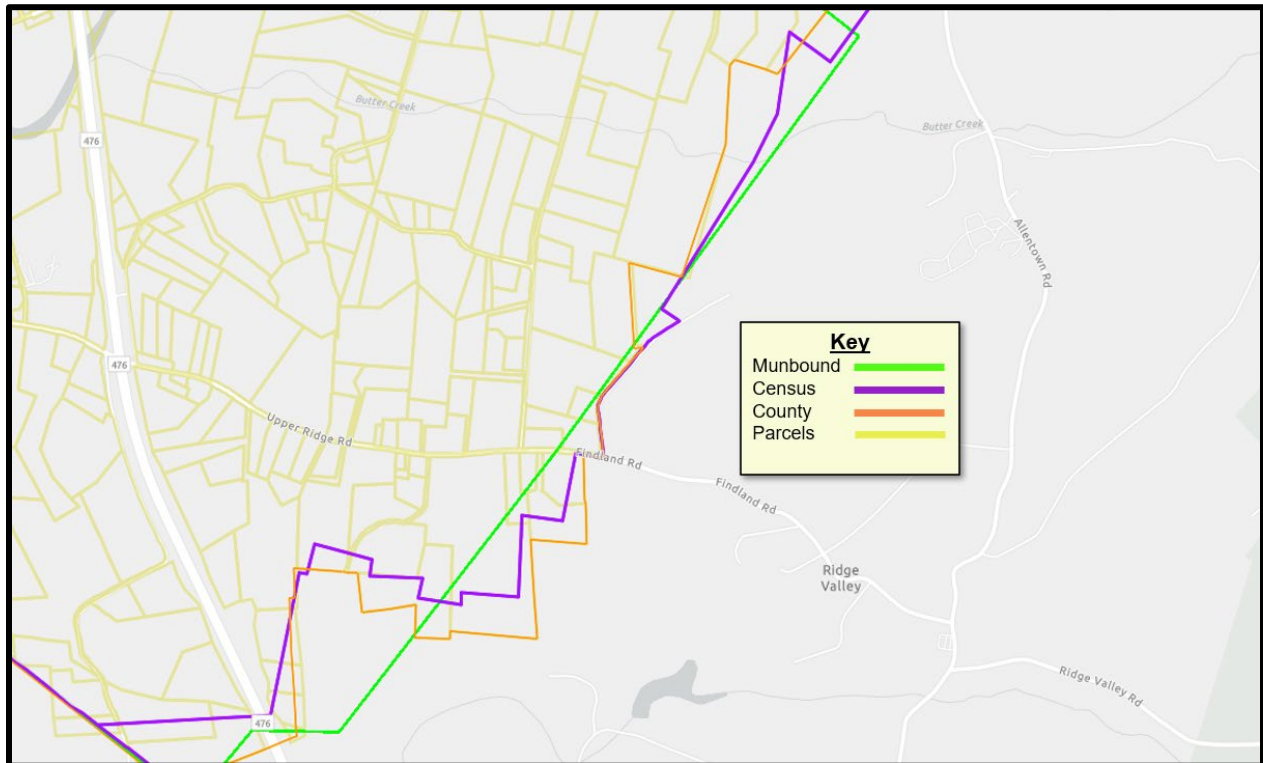 Butter Creek
Butter Creek
476
Allentown Rd
Key
Munbound
Census
County
Parcels
476
Upper Ridge Rd
Findland Rd
Findland Rd
Ridge
Valley
Ridge Valley Rd
476